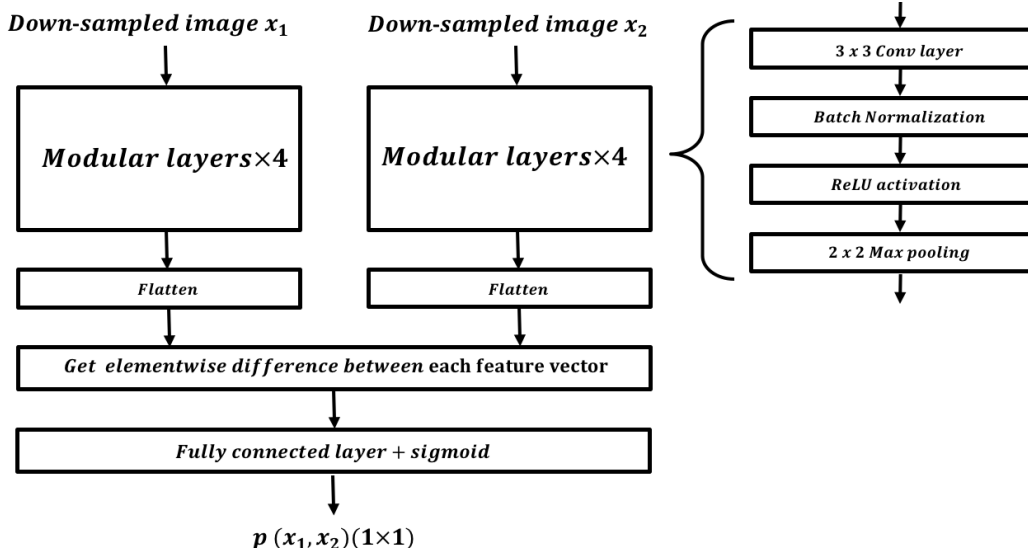 Down-sampled image x₁
Down-sampled image x₂
Modular layers×4
Modular layers×4
Flatten
Flatten
Get elementwise difference between each feature vector
Fully connected layer + sigmoid
p (x₁, x₂)(1×1)
3 x 3 Conv layer
Batch Normalization
ReLU activation
2 x 2 Max pooling